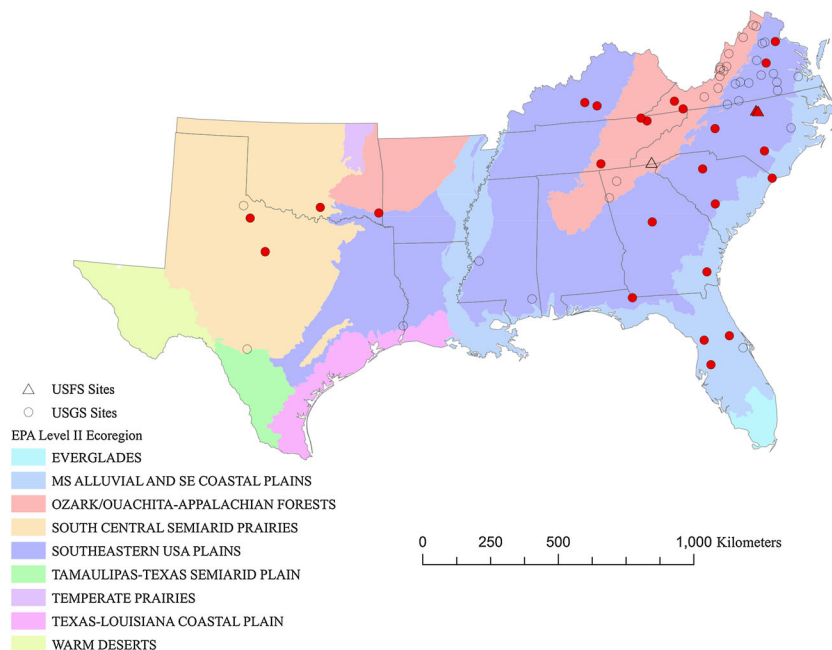 USFS Sites
USGS Sites
EPA Level II Ecoregion
EVERGLADES
MS ALLUVIAL AND SE COASTAL PLAINS
OZARK/OUACHITA-APPALACHIAN FORESTS
SOUTH CENTRAL SEMIARID PRAIRIES
SOUTHEASTERN USA PLAINS
TAMAULIPAS-TEXAS SEMIARID PLAIN
TEMPERATE PRAIRIES
TEXAS-LOUISIANA COASTAL PLAIN
WARM DESERTS
0 250 500 1,000 Kilometers